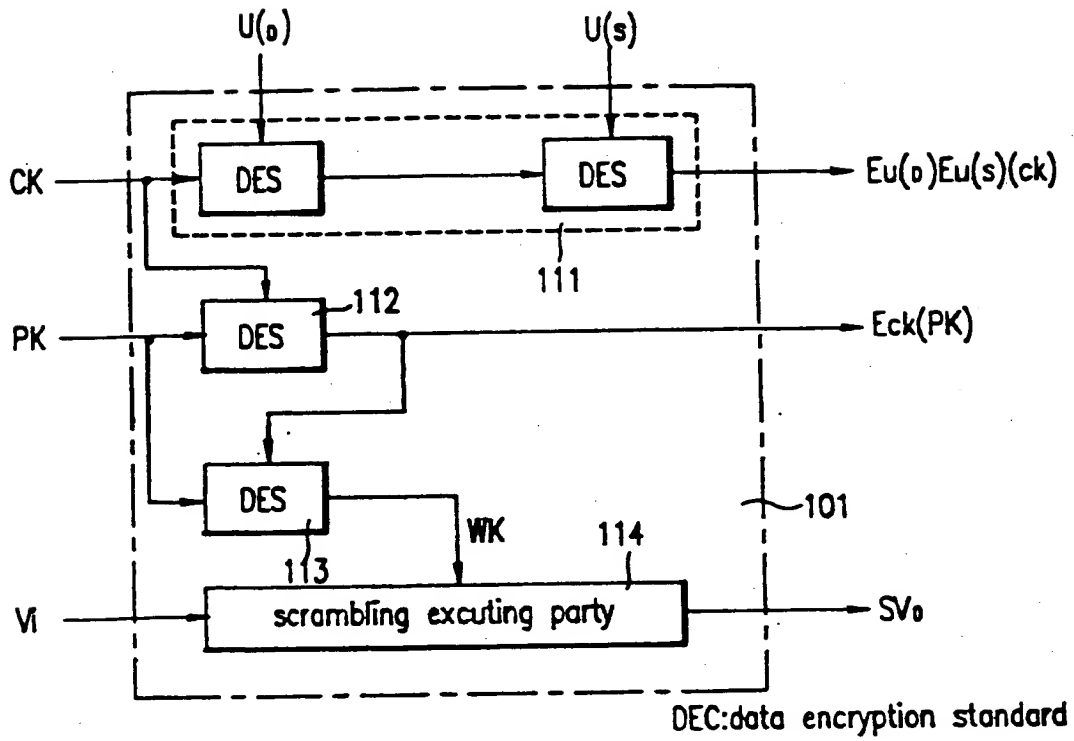 U(D)
U(s)
CK
DES
DES
Eu(D)Eu(s)(ck)
111
112
PK
DES
Eck(PK)
DES
101
WK
114
113
Vi
scrambling excuting party
SVD
DEC:data encryption standard